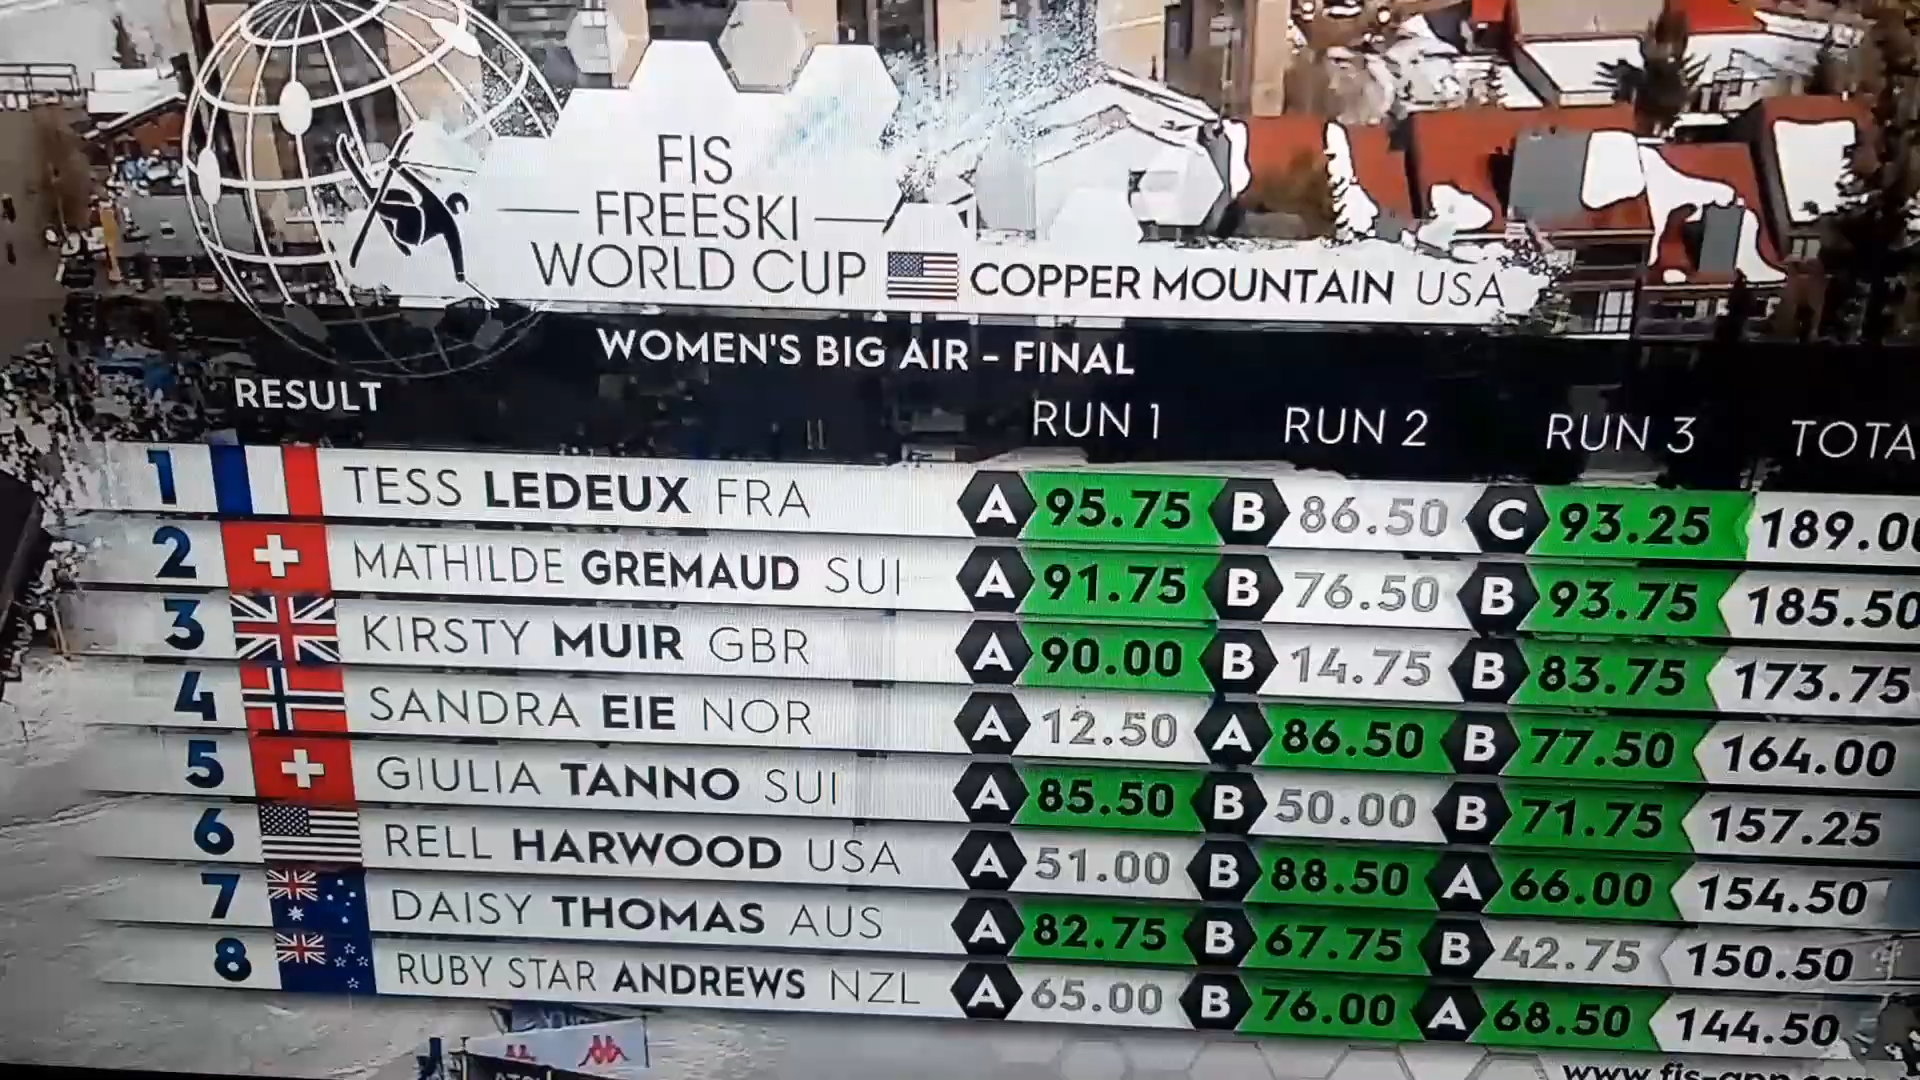 FIS
FREESKI
WORLD CUP COPPER MOUNTAIN USA
WOMEN'S BIG AIR - FINAL
RESULT RUN 1 RUN 2 RUN 3 TOTA
1 TESS LEDEUX FRA A 95.75 B 86.50 C 93.25 189.00
2 MATHILDE GREMAUD SUI A 91.75 B 76.50 B 93.75 185.50
3 KIRSTY MUIR GBR A 90.00 B 14.75 B 83.75 173.75
4 SANDRA EIE NOR A 12.50 A 86.50 B 77.50 164.00
5 GIULIA TANNO SUI A 85.50 B 50.00 B 71.75 157.25
6 RELL HARWOOD USA A 51.00 B 88.50 A 66.00 154.50
7 DAISY THOMAS AUS A 82.75 B 67.75 B 42.75 150.50
8 RUBY STAR ANDREWS NZL A 65.00 B 76.00 A 68.50 144.50